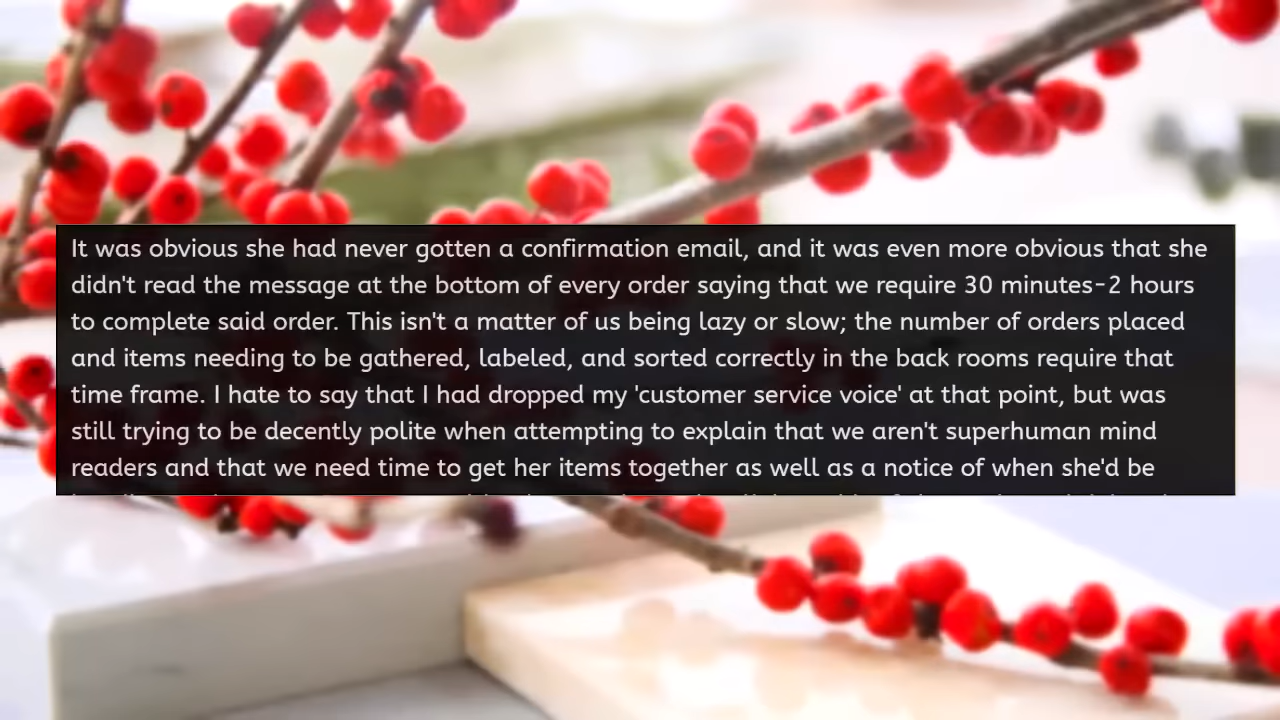 It was obvious she had never gotten a confirmation email, and it was even more obvious that she
didn't read the message at the bottom of every order saying that we require 30 minutes-2 hours
to complete said order. This isn't a matter of us being lazy or slow; the number of orders placed
and items needing to be gathered, labeled, and sorted correctly in the back rooms require that
time frame. I hate to say that I had dropped my 'customer service voice' at that point, but was
still trying to be decently polite when attempting to explain that we aren't superhuman mind
readers and that we need time to get her items together as well as a notice of when she'd be